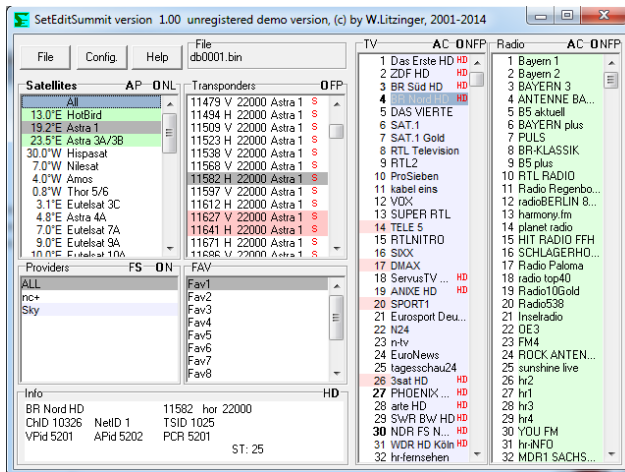 SetEditSummit version 1.00 unregistered demo version, (c) by W.Litzinger, 2001-2014
File
Config.
Help
File
db0001.bin
Satellites AP-ONL
All
13.0°E HotBird
19.2°E Astra 1
23.5°E Astra 3A/3B
30.0°W Hispasat
7.0°W Nilesat
4.0°W Amos
0.8°W Thor 5/6
3.1°E Eutelsat 3C
4.8°E Astra 4A
7.0°E Eutelsat 7A
9.0°E Eutelsat 9A
10.0°E Eutelsat 10A
Transponders OFP
11479 V 22000 Astra 1 S
11494 H 22000 Astra 1 S
11509 V 22000 Astra 1 S
11523 H 22000 Astra 1 S
11538 V 22000 Astra 1 S
11568 V 22000 Astra 1 S
11582 H 22000 Astra 1 S
11597 V 22000 Astra 1 S
11612 H 22000 Astra 1 S
11627 V 22000 Astra 1 S
11641 H 22000 Astra 1 S
11671 H 22000 Astra 1 S
11686 V 22000 Astra 1 S
Providers FS ON
ALL
nc+
Sky
FAV
Fav1
Fav2
Fav3
Fav4
Fav5
Fav6
Fav7
Fav8
Info HD
BR Nord HD 11582 hor 22000
ChID 10326 NetID 1 TSID 1025
VPid 5201 APid 5202 PCR 5201
ST: 25
TV AC-ONFP
1 Das Erste HD HD
2 ZDF HD HD
3 BR Süd HD HD
4 BR Nord HD HD
5 DAS VIERTE
6 SAT.1
7 SAT.1 Gold
8 RTL Television
9 RTL2
10 ProSieben
11 kabel eins
12 VOX
13 SUPER RTL
14 TELE 5
15 RTLNITRO
16 SIXX
17 DMAX
18 ServusTV ... HD
19 ANIXE HD HD
20 SPORT1
21 Eurosport Deu...
22 N24
23 n-tv
24 EuroNews
25 tagesschau24
26 3sat HD HD
27 PHOENIX ... HD
28 arte HD HD
29 SWR BW HD HD
30 NDR FS N... HD
31 WDR HD Köln HD
32 hr-fernsehen
Radio AC-ONFP
1 Bayern 1
2 Bayern 2
3 BAYERN 3
4 ANTENNE BA...
5 B5 aktuell
6 BAYERN plus
7 PULS
8 BR-KLASSIK
9 B5 plus
10 RTL RADIO
11 Radio Regenbo...
12 radioBERLIN 8...
13 harmony.fm
14 planet radio
15 HIT RADIO FFH
16 SCHLAGERHO...
17 Radio Paloma
18 radio top40
19 Radio10Gold
20 Radio538
21 Inselradio
22 OE3
23 FM4
24 ROCK ANTEN...
25 sunshine live
26 hr2
27 hr1
28 hr3
29 hr4
30 YOU FM
31 hr-iNFO
32 MDR1 SACHS...